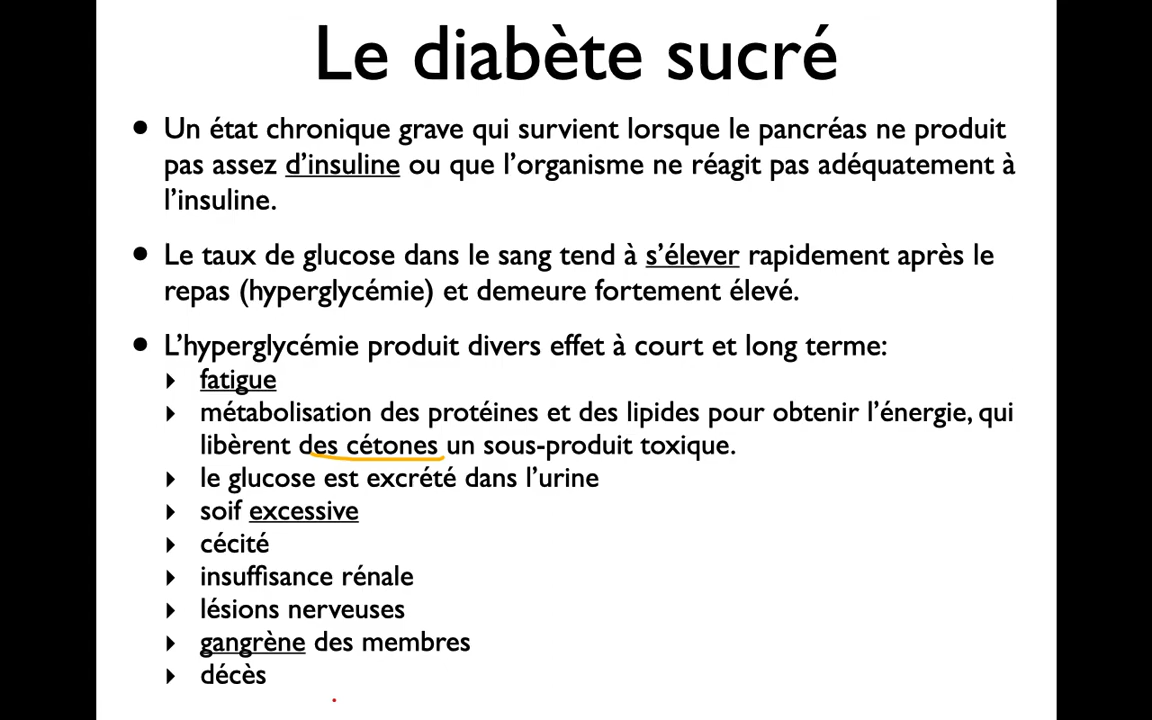 Le diabète sucré
• Un état chronique grave qui survient lorsque le pancréas ne produit
pas assez d’insuline ou que l’organisme ne réagit pas adéquatement à
l’insuline.
• Le taux de glucose dans le sang tend à s’élever rapidement après le
repas (hyperglycémie) et demeure fortement élevé.
• L’hyperglycémie produit divers effet à court et long terme:
‣ fatigue
‣ métabolisation des protéines et des lipides pour obtenir l’énergie, qui
libèrent des cétones un sous-produit toxique.
‣ le glucose est excrété dans l’urine
‣ soif excessive
‣ cécité
‣ insuffisance rénale
‣ lésions nerveuses
‣ gangrène des membres
‣ décès